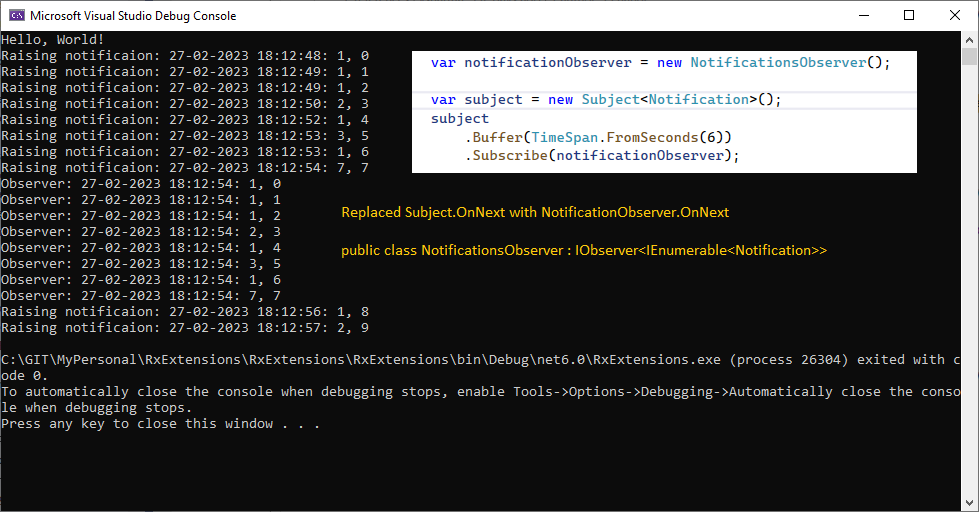 Microsoft Visual Studio Debug Console
Hello, World!
Raising notificaion: 27-02-2023 18:12:48: 1, 0
Raising notificaion: 27-02-2023 18:12:49: 1, 1
Raising notificaion: 27-02-2023 18:12:49: 1, 2
Raising notificaion: 27-02-2023 18:12:50: 2, 3
Raising notificaion: 27-02-2023 18:12:52: 1, 4
Raising notificaion: 27-02-2023 18:12:53: 3, 5
Raising notificaion: 27-02-2023 18:12:53: 1, 6
Raising notificaion: 27-02-2023 18:12:54: 7, 7
Observer: 27-02-2023 18:12:54: 1, 0
Observer: 27-02-2023 18:12:54: 1, 1
Observer: 27-02-2023 18:12:54: 1, 2
Observer: 27-02-2023 18:12:54: 2, 3
Observer: 27-02-2023 18:12:54: 1, 4
Observer: 27-02-2023 18:12:54: 3, 5
Observer: 27-02-2023 18:12:54: 1, 6
Observer: 27-02-2023 18:12:54: 7, 7
Raising notificaion: 27-02-2023 18:12:56: 1, 8
Raising notificaion: 27-02-2023 18:12:57: 2, 9
C:\GIT\MyPersonal\RxExtensions\RxExtensions\RxExtensions\bin\Debug\net6.0\RxExtensions.exe (process 26304) exited with c
ode 0.
To automatically close the console when debugging stops, enable Tools->Options->Debugging->Automatically close the conso
le when debugging stops.
Press any key to close this window . . .
var notificationObserver = new NotificationsObserver();
var subject = new Subject<Notification>();
subject
.Buffer(TimeSpan.FromSeconds(6))
.Subscribe(notificationObserver);
Replaced Subject.OnNext with NotificationObserver.OnNext
public class NotificationsObserver : IObserver<IEnumerable<Notification>>